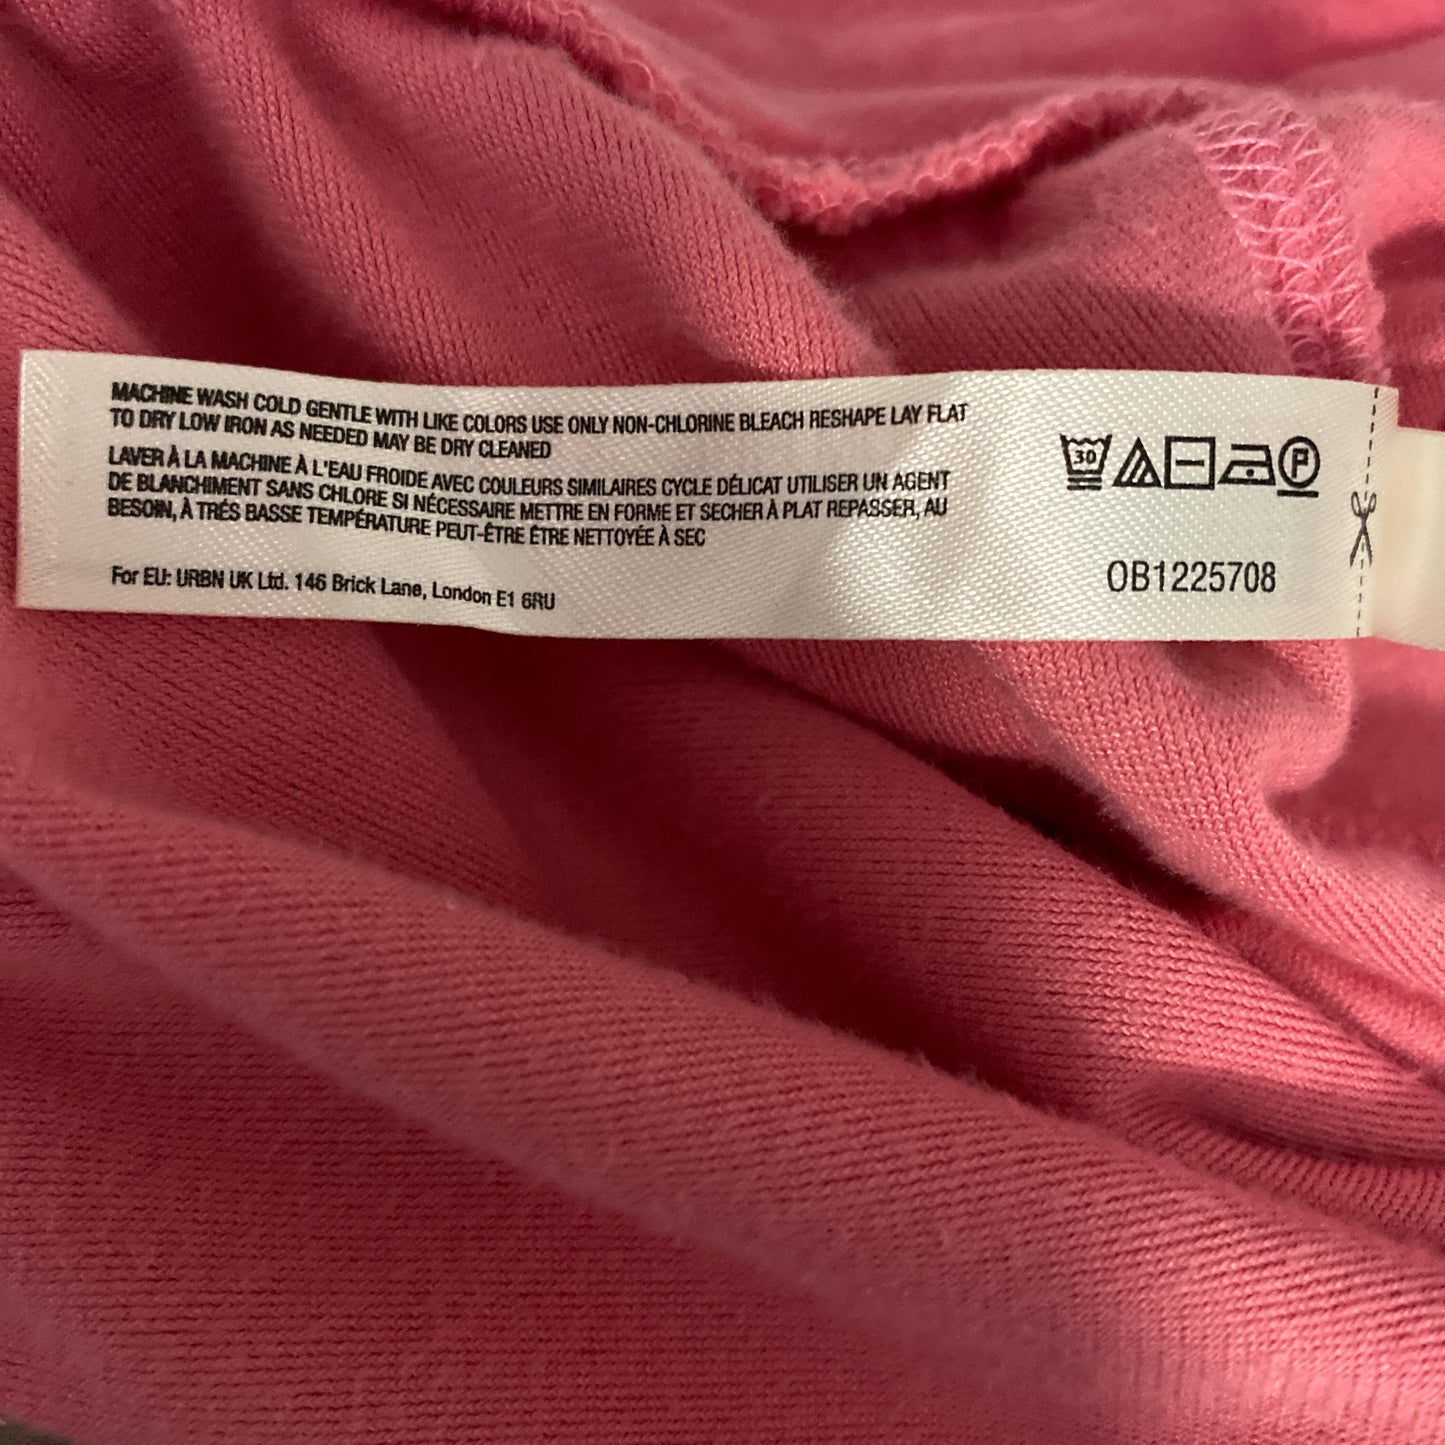 MACHINE WASH COLD GENTLE WITH LIKE COLORS USE ONLY NON-CHLORINE BLEACH RESHAPE LAY FLAT
TO DRY LOW IRON AS NEEDED MAY BE DRY CLEANED
LAVER À LA MACHINE À L'EAU FROIDE AVEC COULEURS SIMILAIRES CYCLE DÉLICAT UTILISER UN AGENT
DE BLANCHIMENT SANS CHLORE SI NÉCESSAIRE METTRE EN FORME ET SECHER À PLAT REPASSER, AU
BESOIN, À TRÉS BASSE TEMPÉRATURE PEUT-ÊTRE ÊTRE NETTOYÉE À SEC
For EU: URBN UK Ltd. 146 Brick Lane, London E1 6RU
30 P
OB1225708